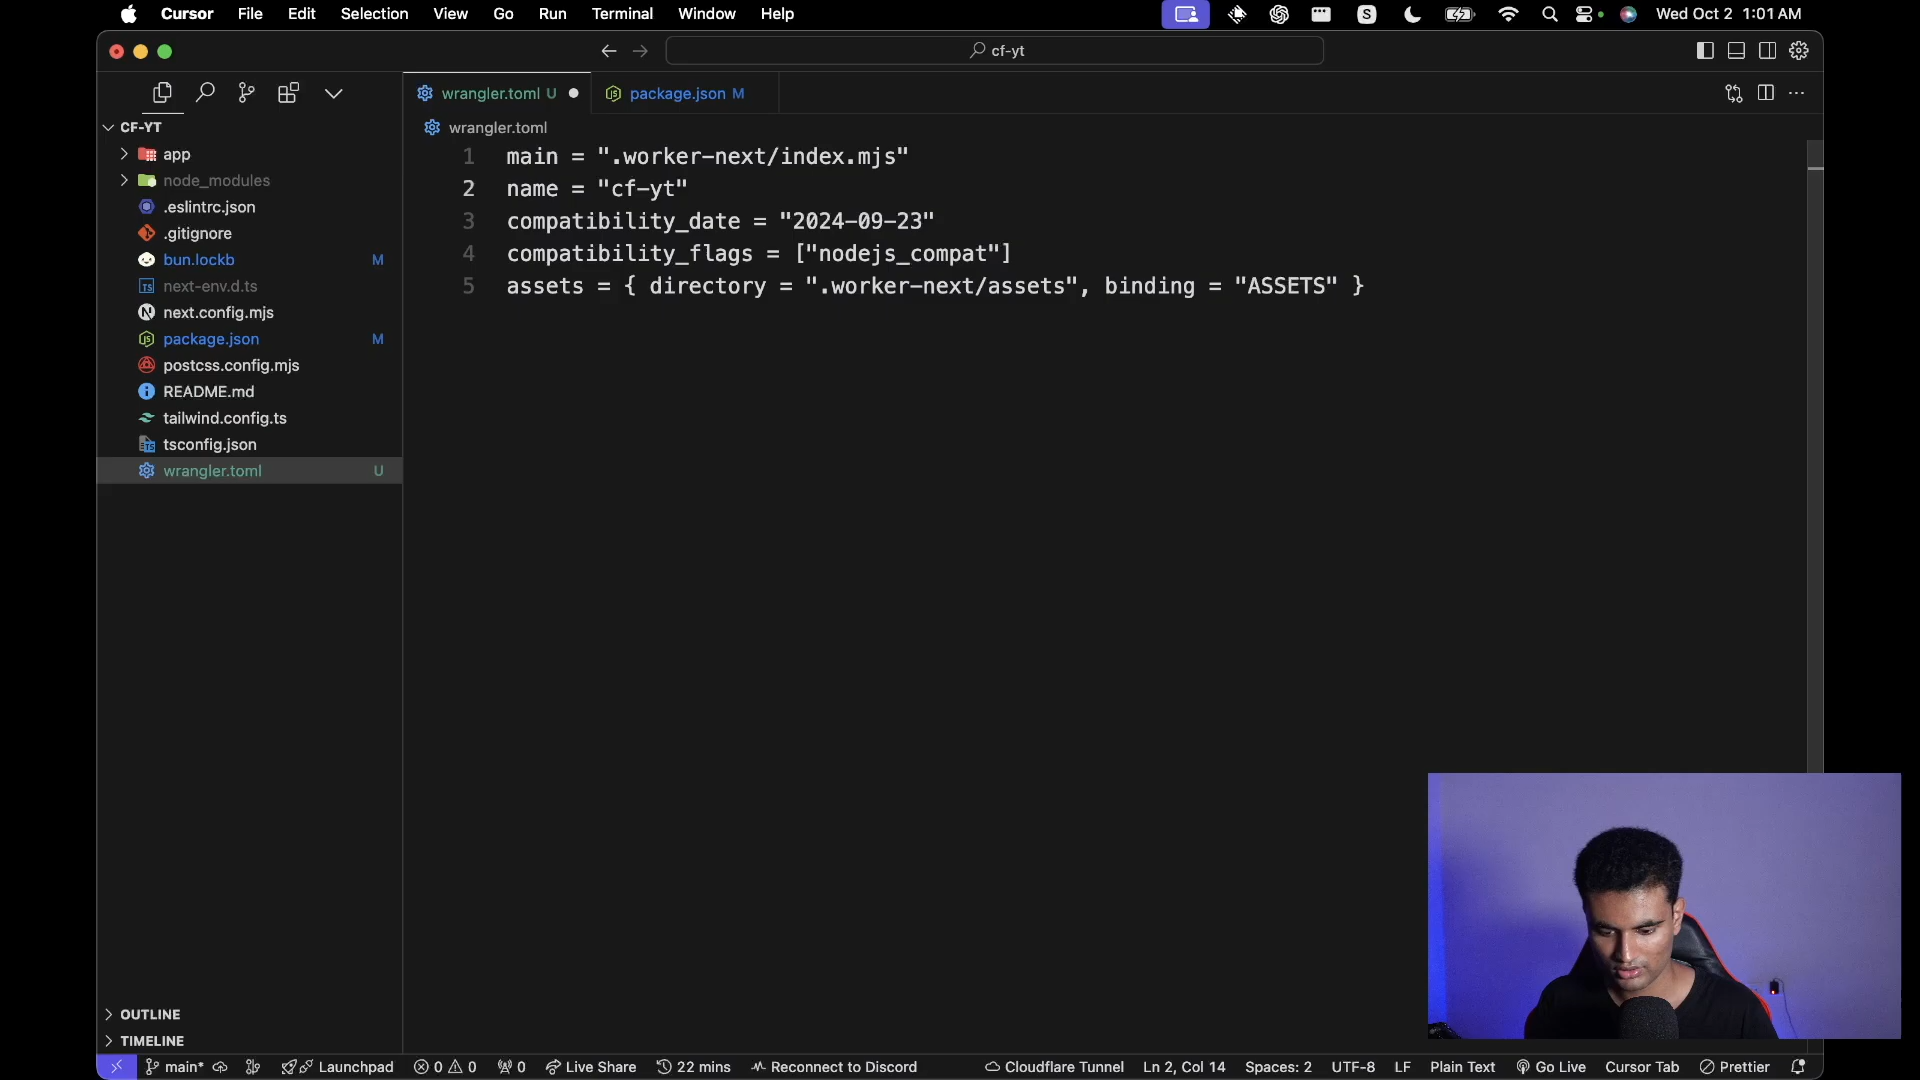 Cursor File Edit Selection View Go Run Terminal Window Help S Wed Oct 2 1:01 AM
cf-yt
wrangler.toml U package.json M
CF-YT
wrangler.toml
app
node_modules
.eslintrc.json
.gitignore
bun.lockb M
next-env.d.ts
next.config.mjs
package.json M
postcss.config.mjs
README.md
tailwind.config.ts
tsconfig.json
wrangler.toml U
1 main = ".worker-next/index.mjs"
2 name = "cf-yt"
3 compatibility_date = "2024-09-23"
4 compatibility_flags = ["nodejs_compat"]
5 assets = { directory = ".worker-next/assets", binding = "ASSETS" }
OUTLINE
TIMELINE
main* Launchpad 0 0 0 Live Share 22 mins Reconnect to Discord Cloudflare Tunnel Ln 2, Col 14 Spaces: 2 UTF-8 LF Plain Text Go Live Cursor Tab Prettier